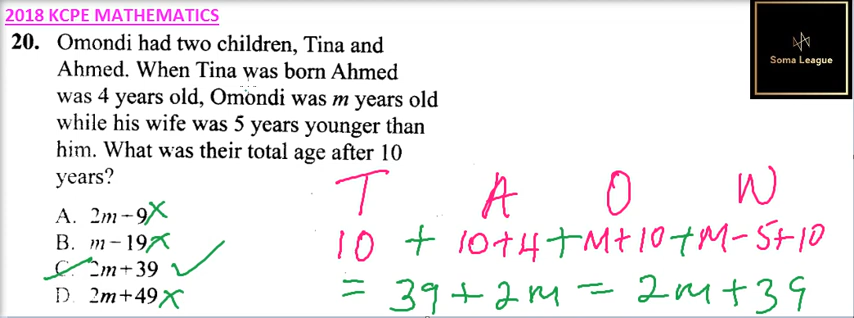 2018 KCPE MATHEMATICS
Soma League
20. Omondi had two children, Tina and
Ahmed. When Tina was born Ahmed
was 4 years old, Omondi was m years old
while his wife was 5 years younger than
him. What was their total age after 10
years?
A. 2m-9X
B. m-19X
C. 2m+39 ✓
D. 2m+49X
T A O W
10 + 10+4+M+10+M-5+10
= 39+2m = 2m+39